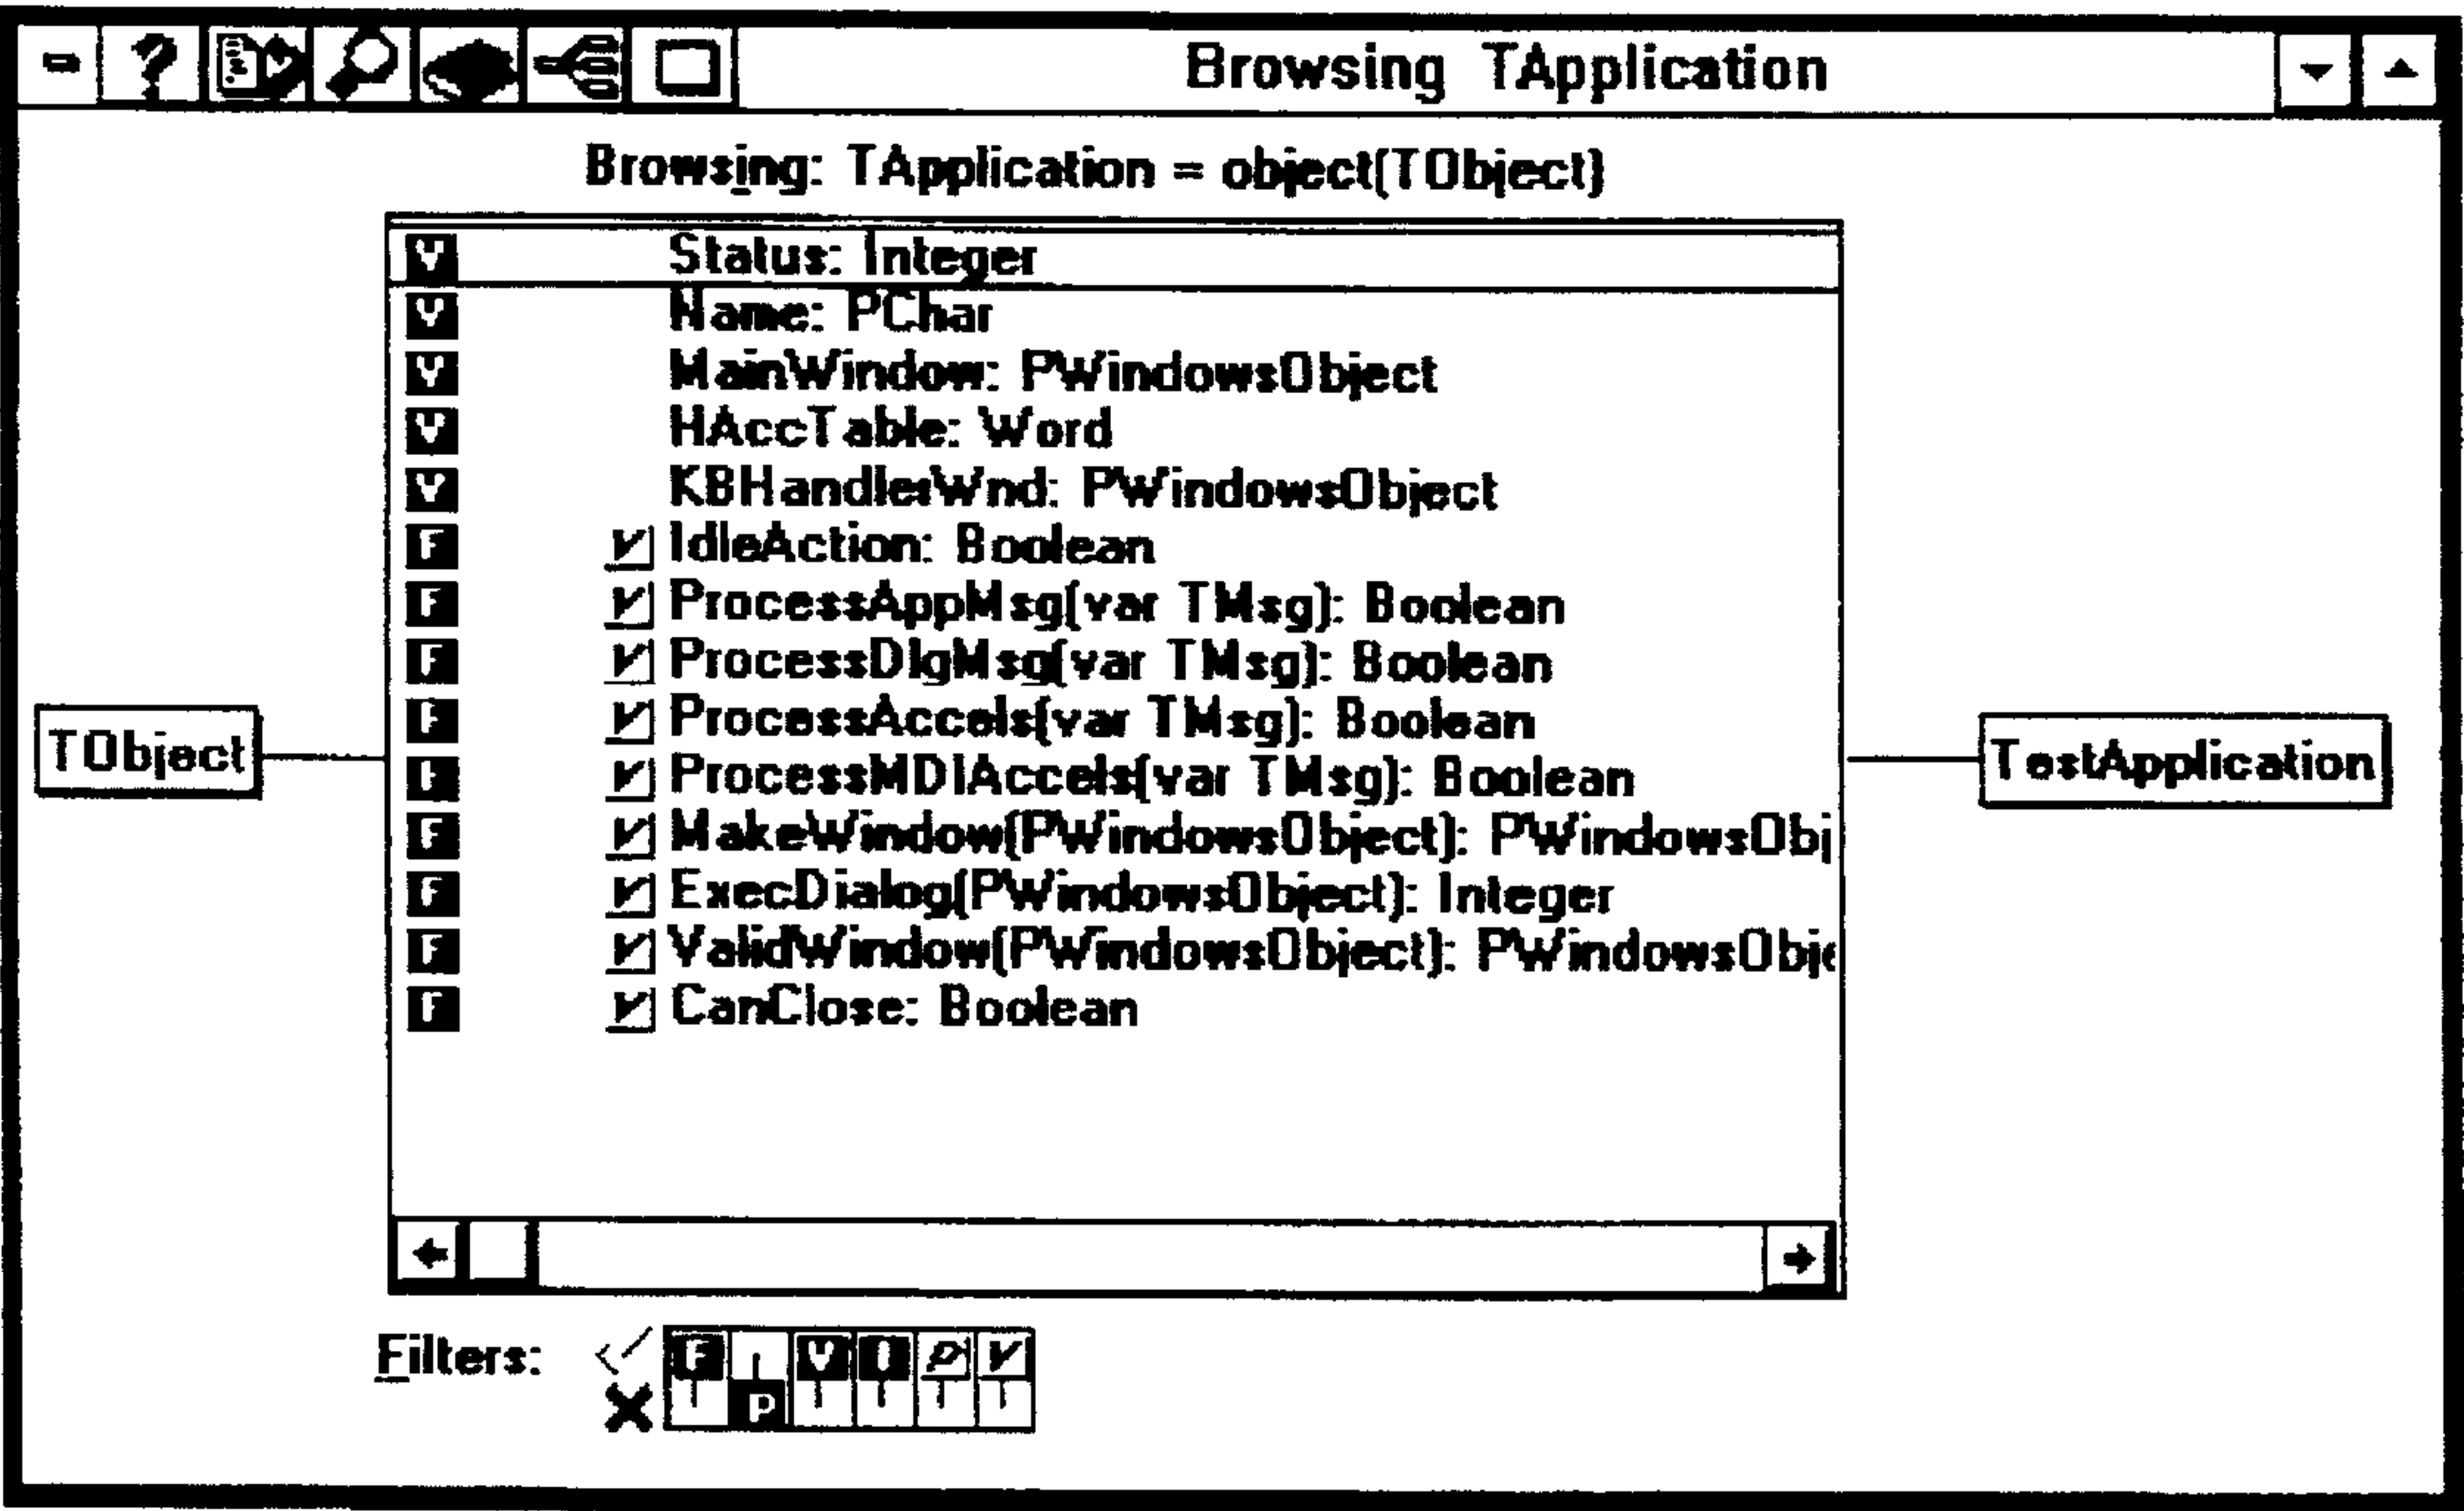 Browsing TApplication
Browsing: TApplication = object(TObject)
V Status: Integer
V Name: PChar
V MainWindow: PWindowsObject
V HAccTable: Word
V KBHandlerWnd: PWindowsObject
F V IdleAction: Boolean
F V ProcessAppMsg(var TMsg): Boolean
F V ProcessDlgMsg(var TMsg): Boolean
F V ProcessAccels(var TMsg): Boolean
F V ProcessMDIAccels(var TMsg): Boolean
F V MakeWindow(PWindowsObject): PWindowsObj
F V ExecDialog(PWindowsObject): Integer
F V ValidWindow(PWindowsObject): PWindowsObje
F V CanClose: Boolean
TObject
TestApplication
Filters: F V I V
P